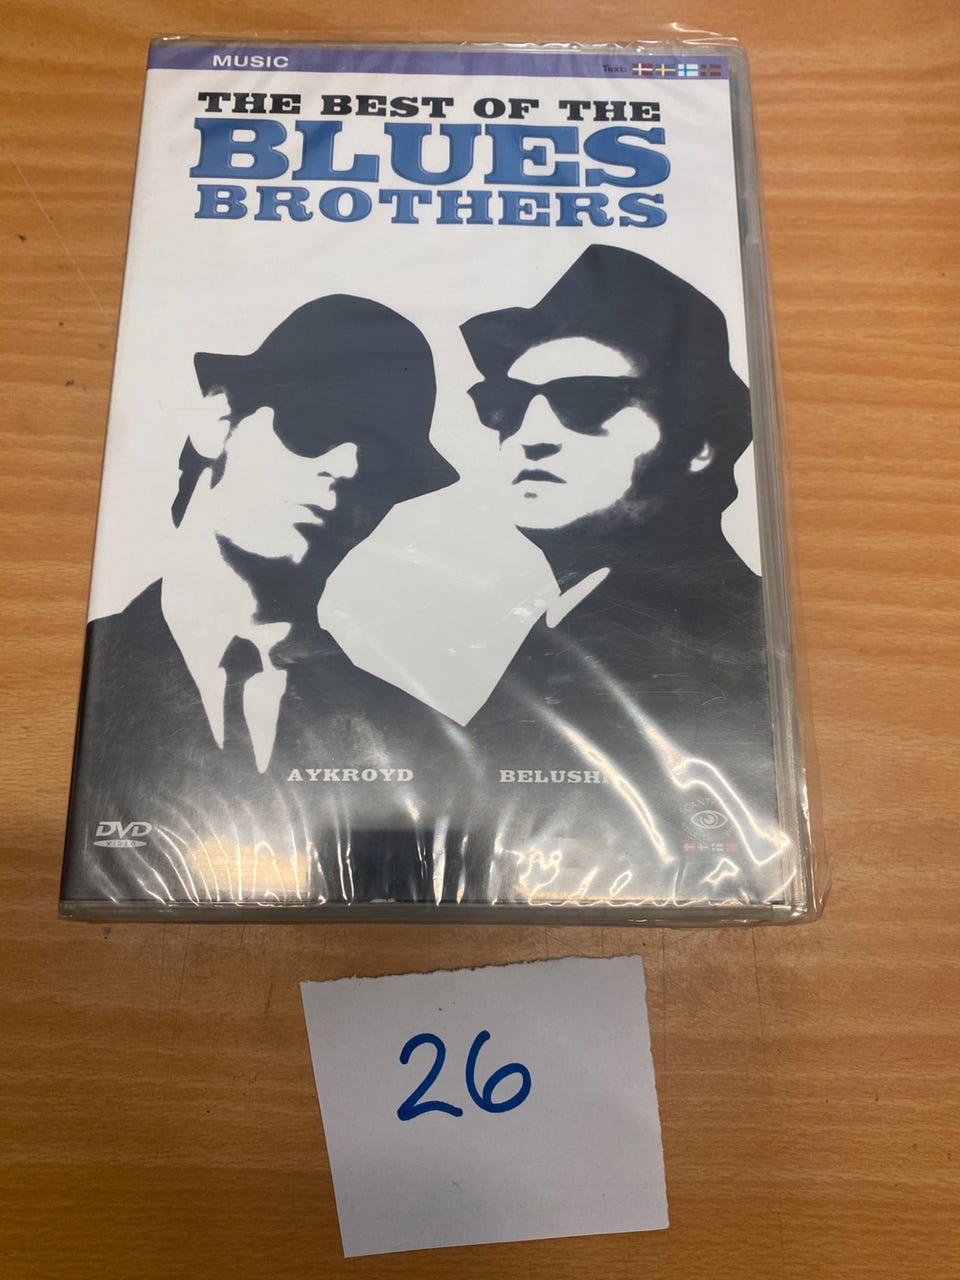 MUSIC
Text:
THE BEST OF THE
BLUES
BROTHERS
AYKROYD
BELUSHI
DVD
VIDEO
26